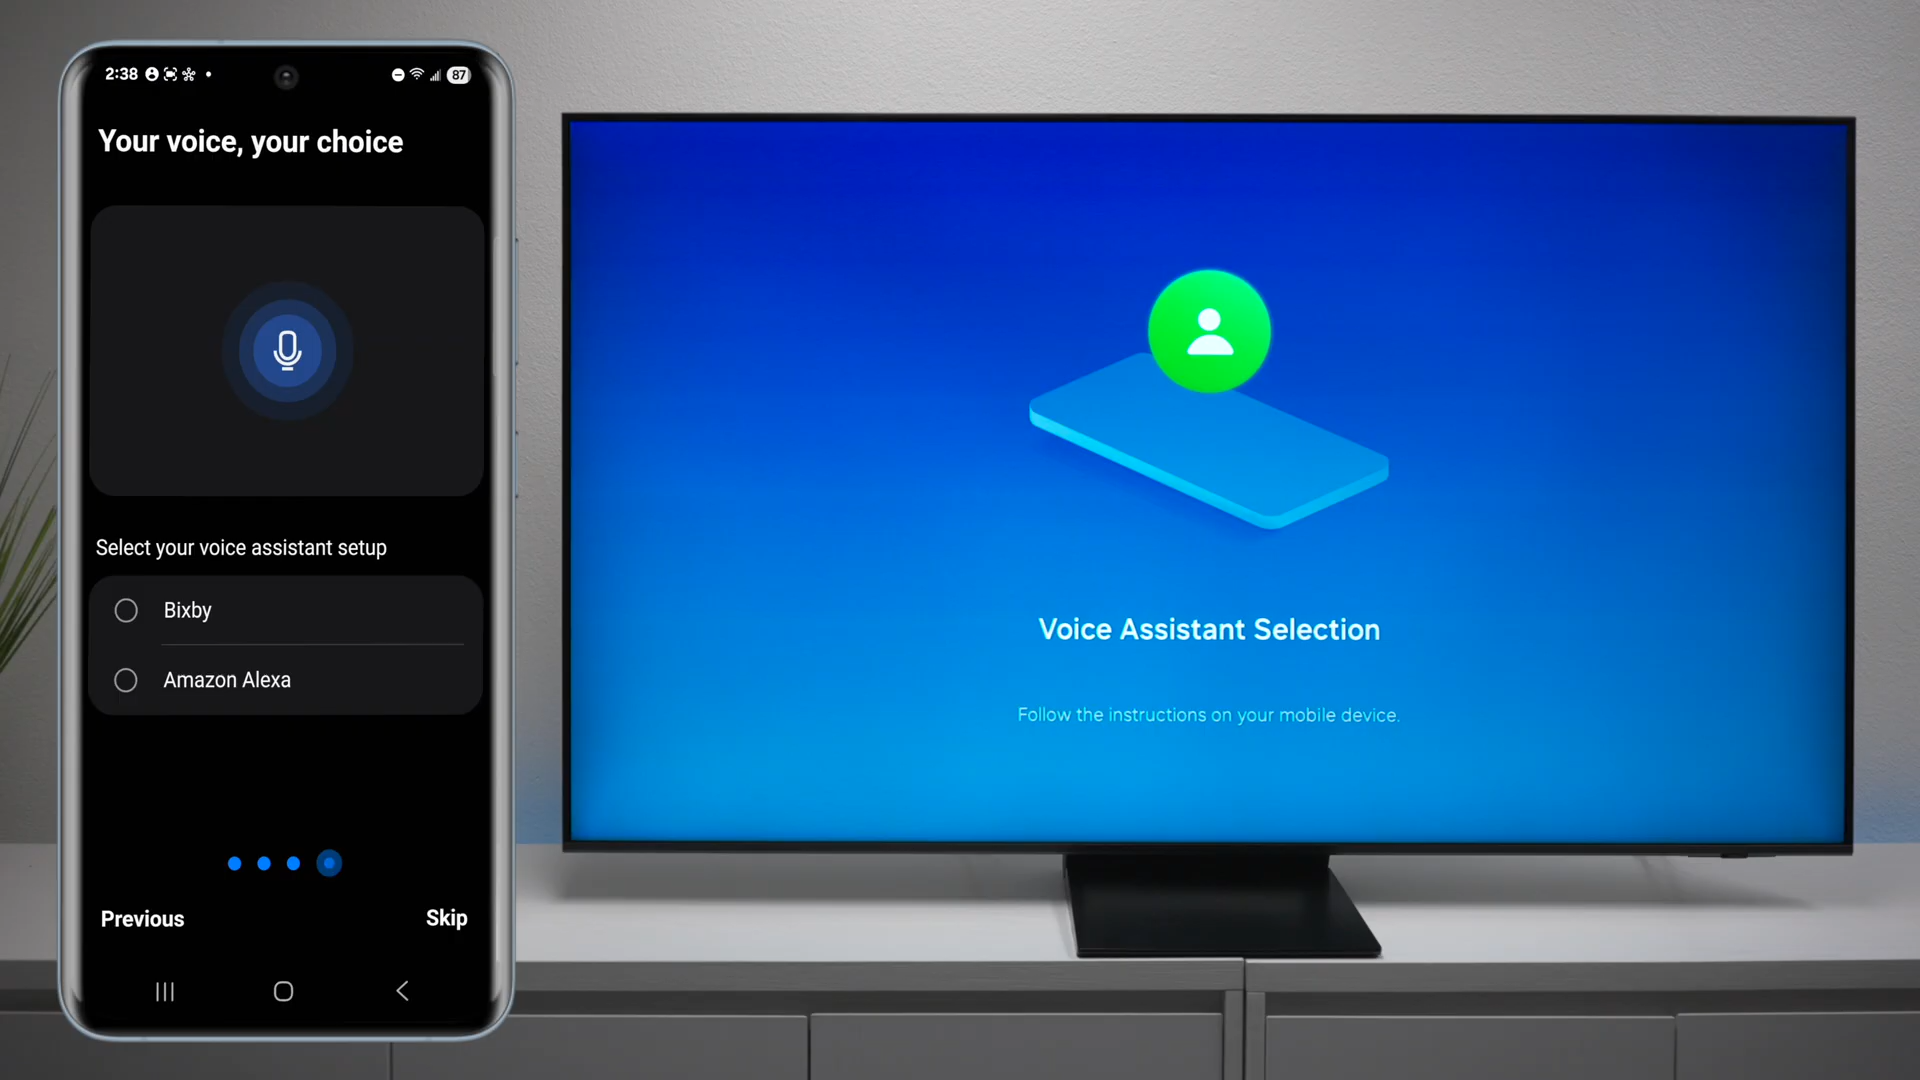 2:38
87
Your voice, your choice
Select your voice assistant setup
Bixby
Amazon Alexa
Previous
Skip
Voice Assistant Selection
Follow the instructions on your mobile device.